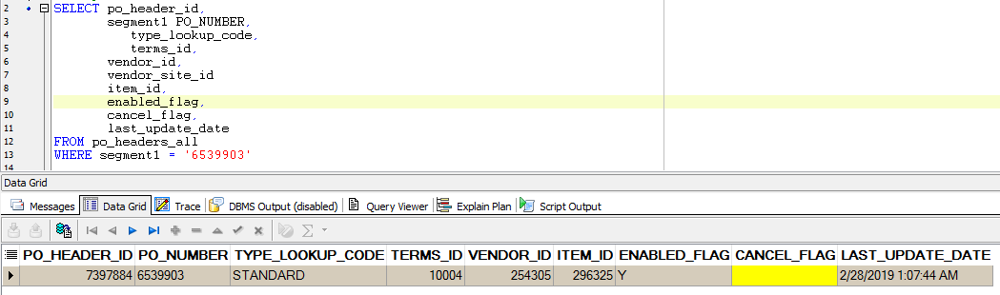 2 SELECT po_header_id,
3 segment1 PO_NUMBER,
4 type_lookup_code,
5 terms_id,
6 vendor_id,
7 vendor_site_id
8 item_id,
9 enabled_flag,
10 cancel_flag,
11 last_update_date
12 FROM po_headers_all
13 WHERE segment1 = '6539903'
14
Data Grid
Messages Data Grid Trace DBMS Output (disabled) Query Viewer Explain Plan Script Output
PO_HEADER_ID PO_NUMBER TYPE_LOOKUP_CODE TERMS_ID VENDOR_ID ITEM_ID ENABLED_FLAG CANCEL_FLAG LAST_UPDATE_DATE
7397884 6539903 STANDARD 10004 254305 296325 Y 2/28/2019 1:07:44 AM